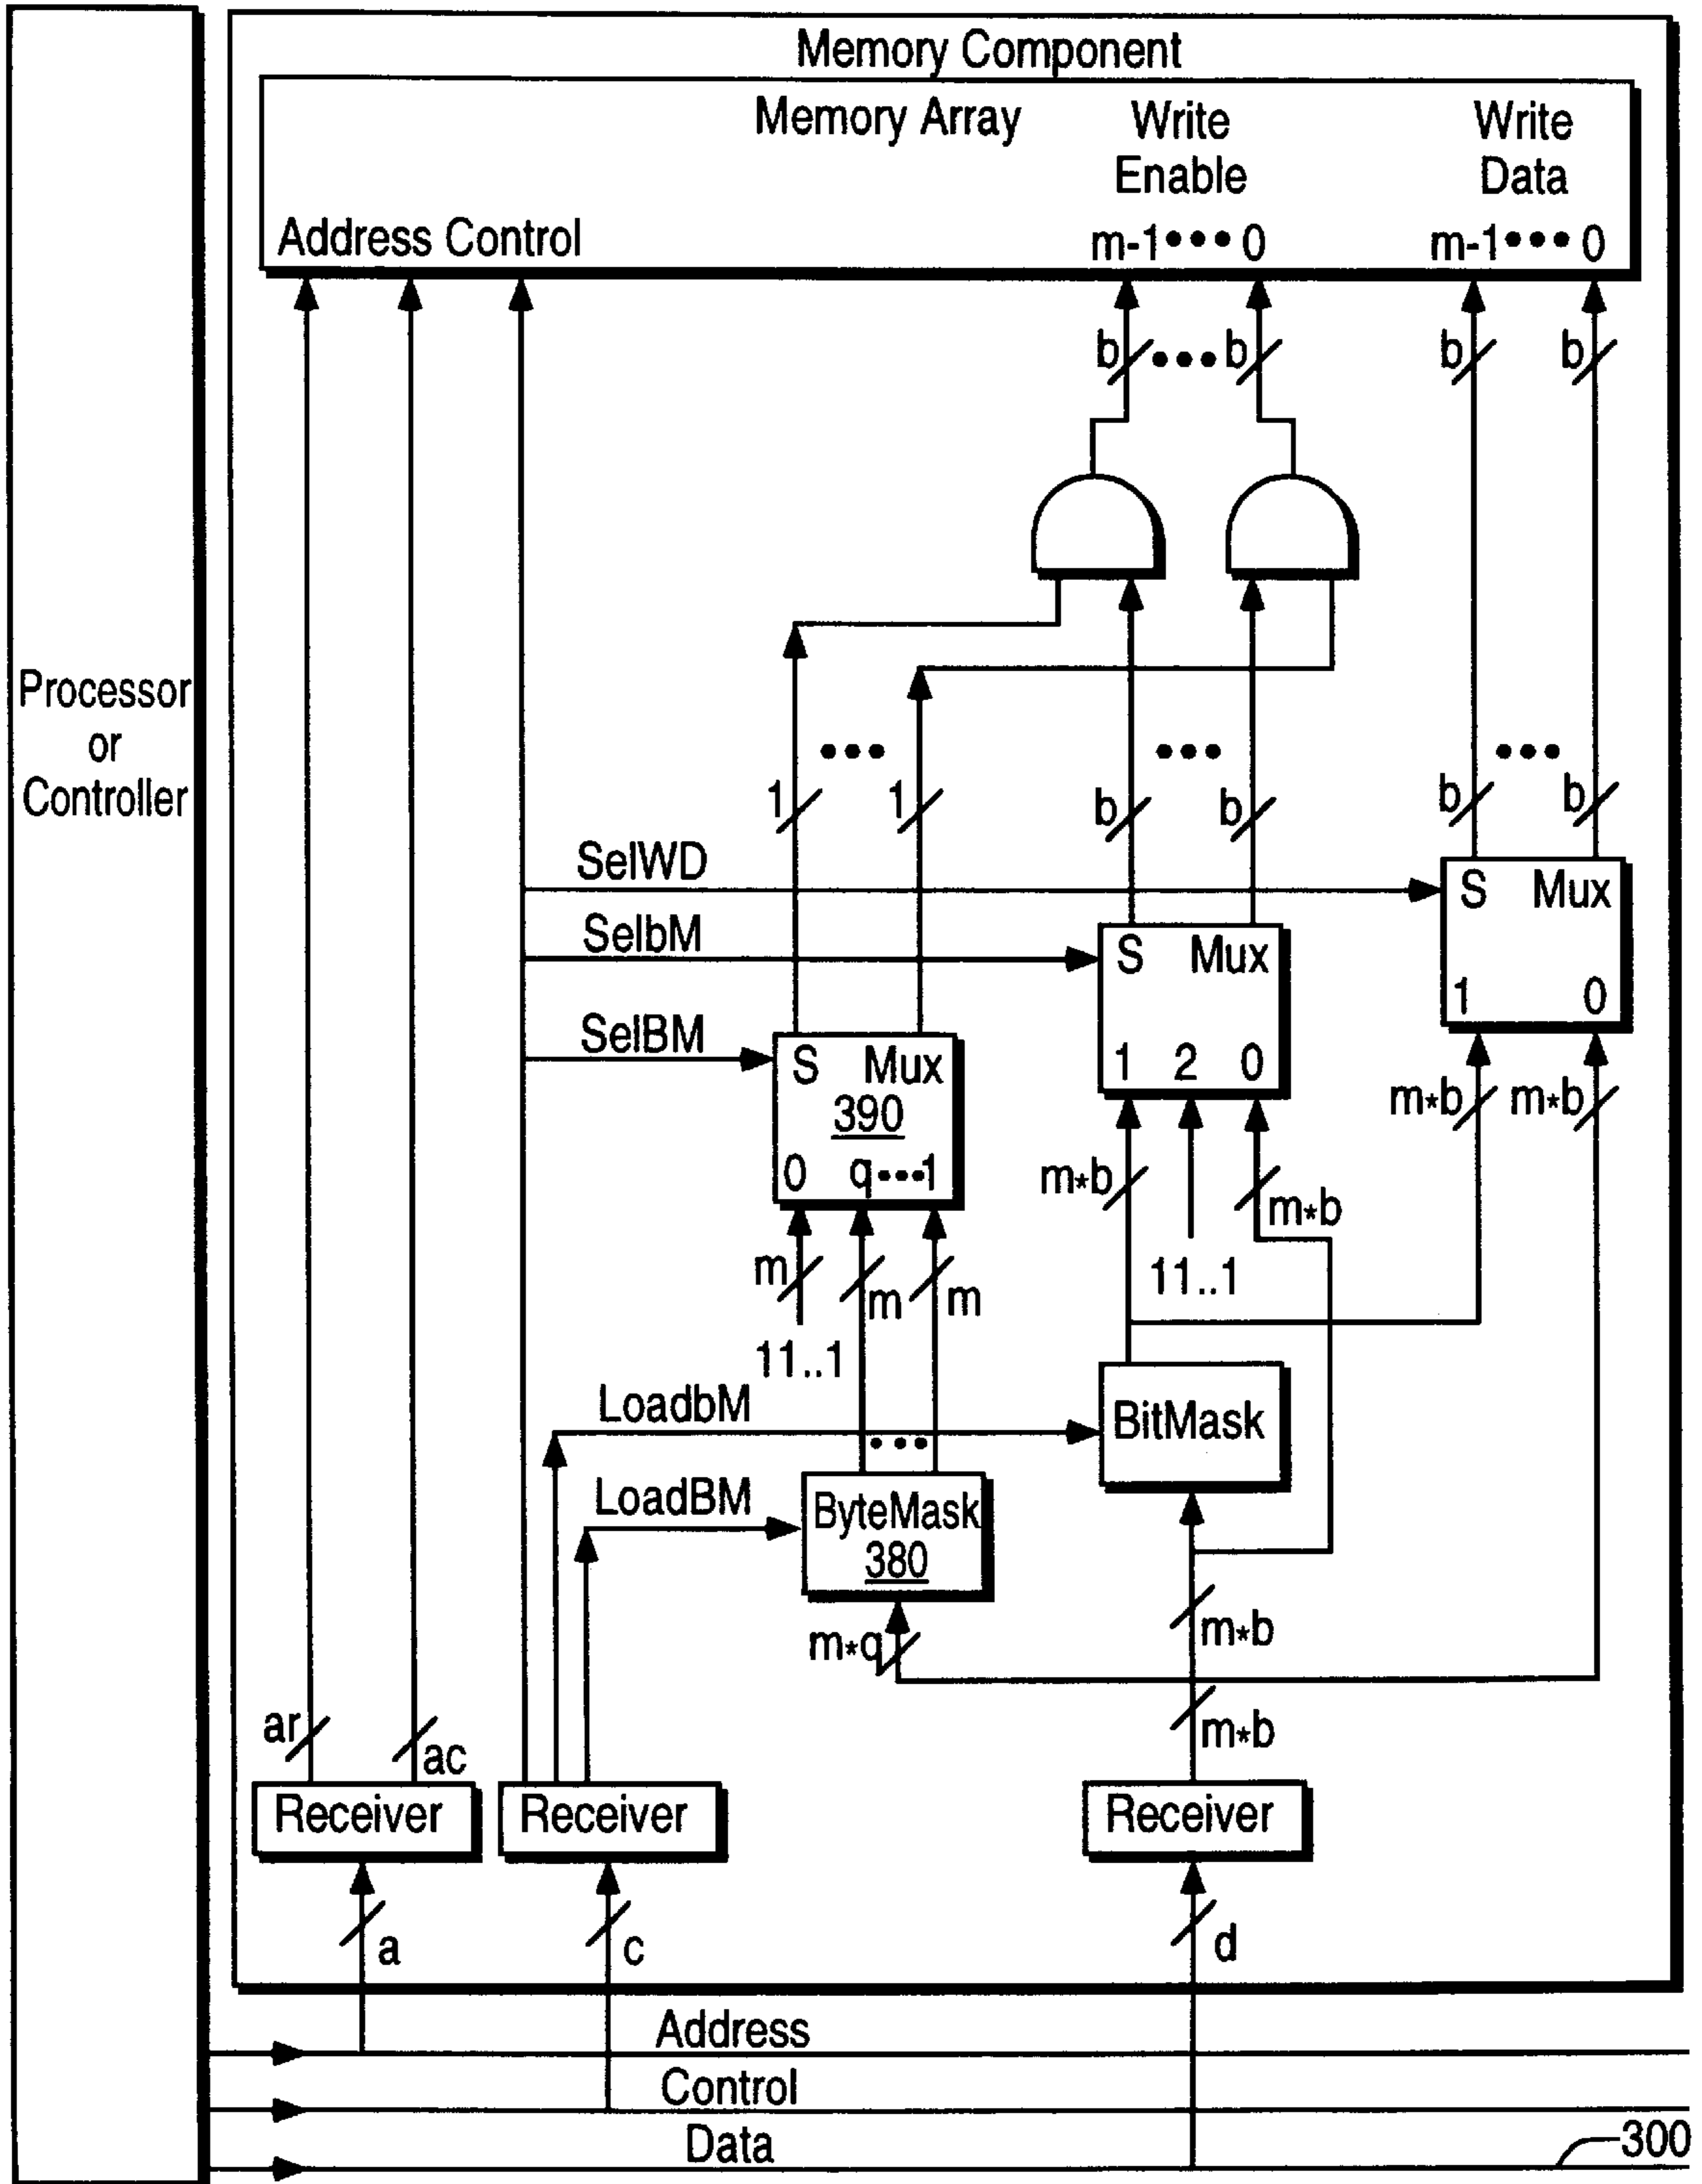 Memory Component
Memory Array
Write Enable
Write Data
Address Control
m-1•••0
m-1•••0
b
•••
b
b
b
Processor
or
Controller
•••
•••
•••
1
1
b
b
b
b
SelWD
S Mux
1 0
SelbM
S Mux
1 2 0
SelBM
S Mux
390
0 q•••1
m*b
m*b
m*b
m*b
m
m
m
11..1
11..1
LoadbM
BitMask
•••
LoadBM
ByteMask
380
m*q
m*b
m*b
ar
ac
Receiver
Receiver
Receiver
a
c
d
Address
Control
Data
300